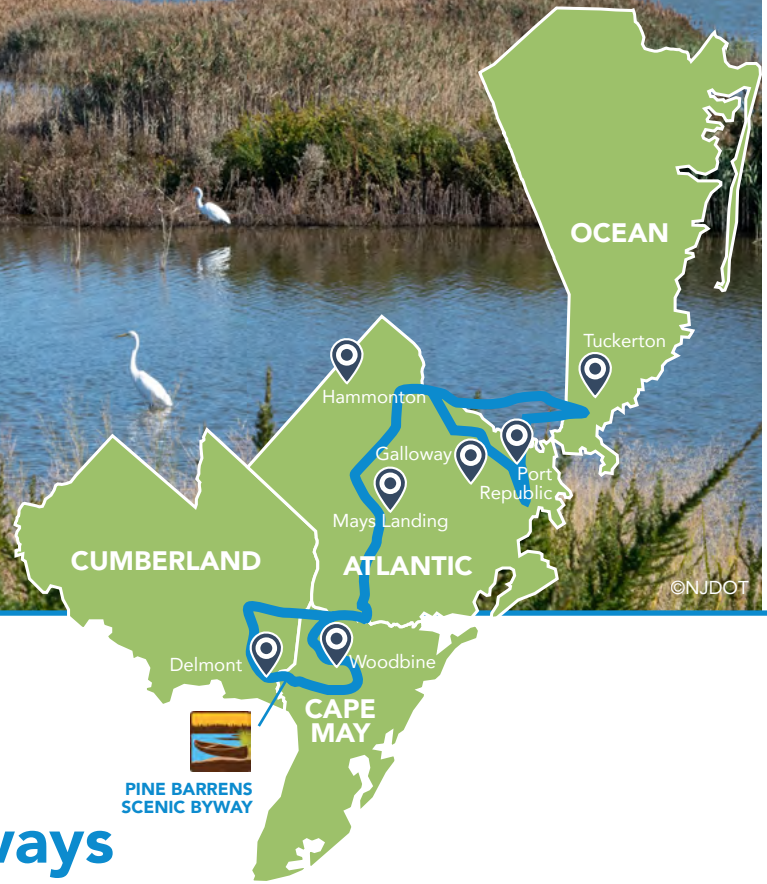 OCEAN
Tuckerton
Hammonton
Galloway
Port
Republic
Mays Landing
CUMBERLAND
ATLANTIC
©NJDOT
Delmont
Woodbine
CAPE
MAY
PINE BARRENS
SCENIC BYWAY